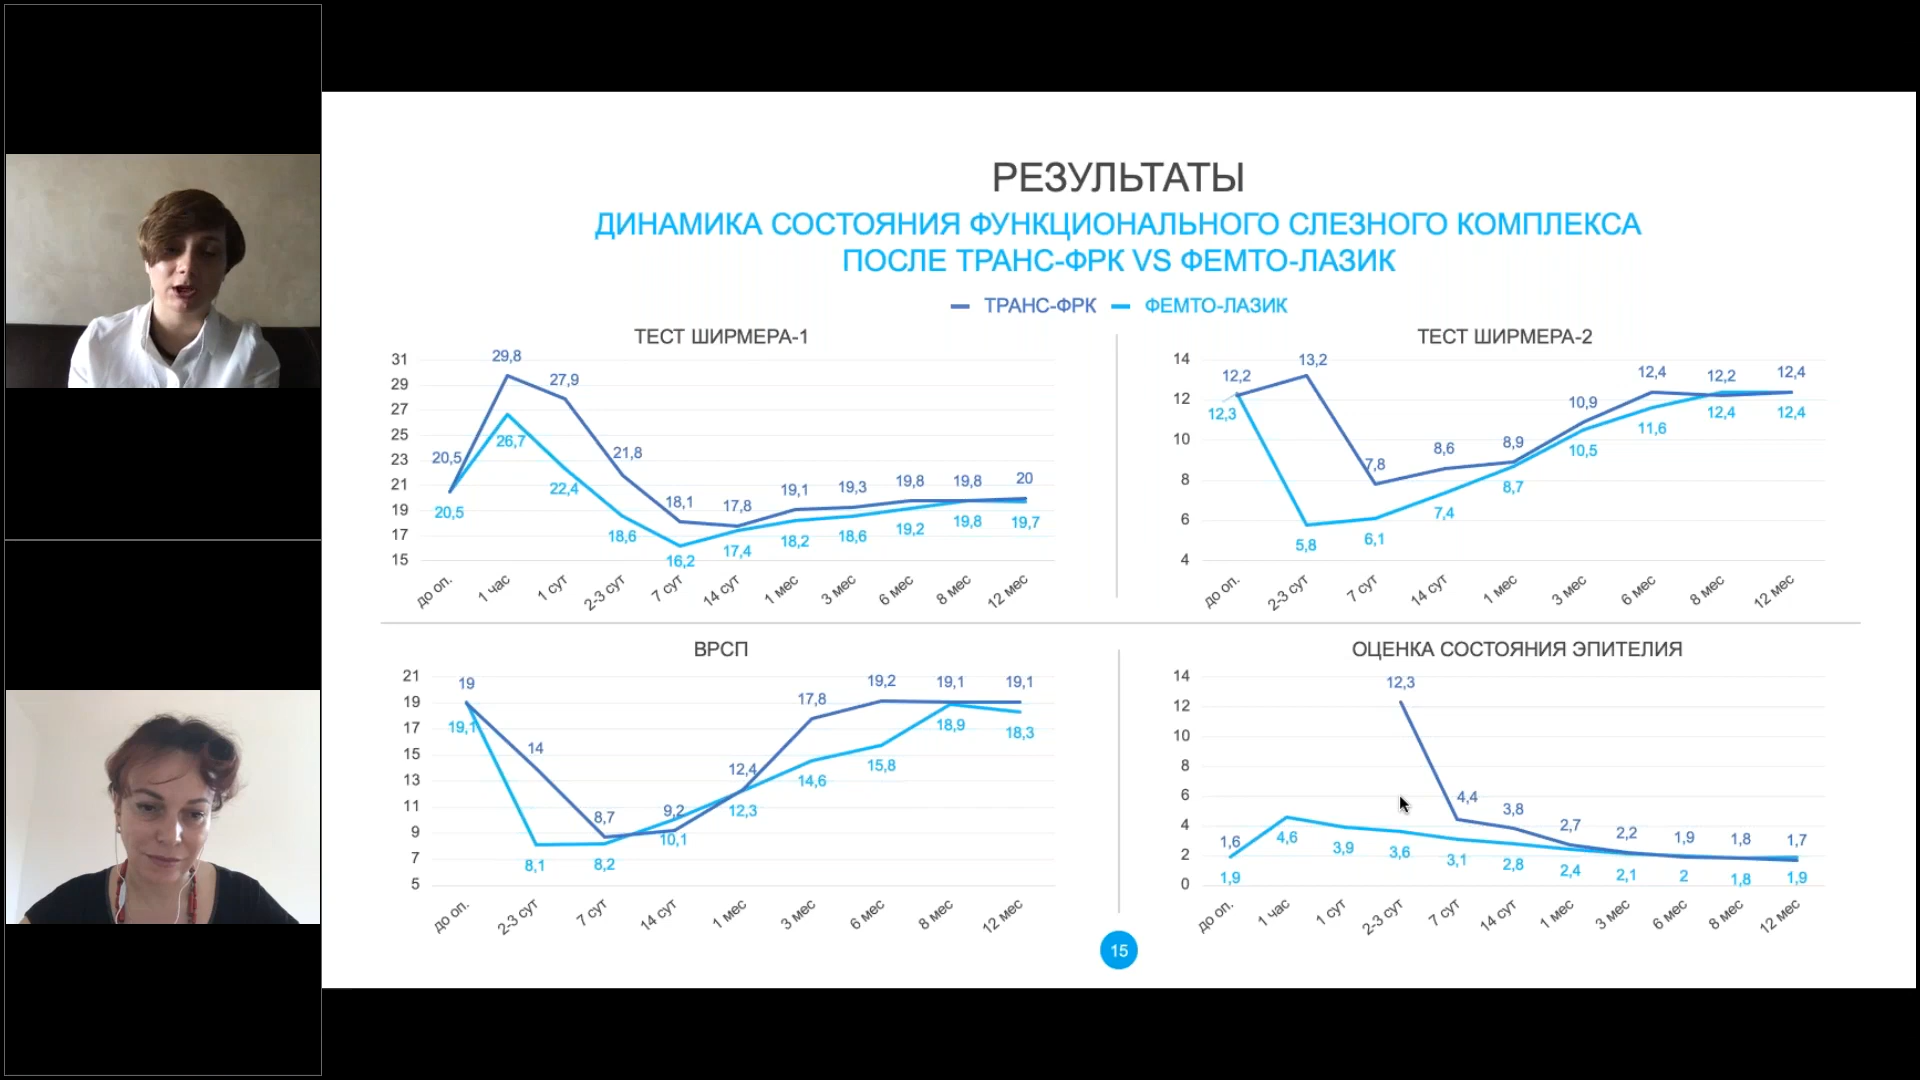 РЕЗУЛЬТАТЫ
ДИНАМИКА СОСТОЯНИЯ ФУНКЦИОНАЛЬНОГО СЛЕЗНОГО КОМПЛЕКСА
ПОСЛЕ ТРАНС-ФРК VS ФЕМТО-ЛАЗИК
ТРАНС-ФРК ФЕМТО-ЛАЗИК
ТЕСТ ШИРМЕРА-1
31
29
27
25
23
21
19
17
15
20,5 29,8 27,9 21,8 18,1 17,8 19,1 19,3 19,8 19,8 20
20,5 26,7 22,4 18,6 16,2 17,4 18,2 18,6 19,2 19,8 19,7
до оп. 1 час 1 сут 2-3 сут 7 сут 14 сут 1 мес 3 мес 6 мес 8 мес 12 мес
ТЕСТ ШИРМЕРА-2
14
12
10
8
6
4
12,2 13,2 7,8 8,6 8,9 10,9 12,4 12,2 12,4
12,3 5,8 6,1 7,4 8,7 10,5 11,6 12,4 12,4
до оп. 2-3 сут 7 сут 14 сут 1 мес 3 мес 6 мес 8 мес 12 мес
ВРСП
21
19
17
15
13
11
9
7
5
19 14 8,7 9,2 12,4 17,8 19,2 19,1 19,1
19,1 8,1 8,2 10,1 12,3 14,6 15,8 18,9 18,3
до оп. 2-3 сут 7 сут 14 сут 1 мес 3 мес 6 мес 8 мес 12 мес
ОЦЕНКА СОСТОЯНИЯ ЭПИТЕЛИЯ
14
12
10
8
6
4
2
0
1,6 12,3 4,4 3,8 2,7 2,2 1,9 1,8 1,7
1,9 4,6 3,9 3,6 3,1 2,8 2,4 2,1 2 1,8 1,9
до оп. 1 час 1 сут 2-3 сут 7 сут 14 сут 1 мес 3 мес 6 мес 8 мес 12 мес
15